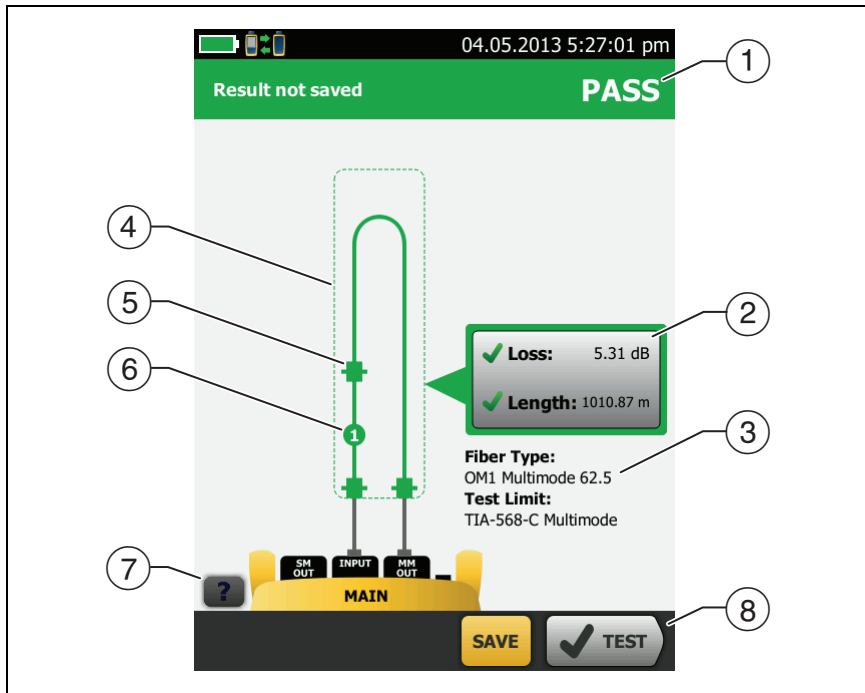 04.05.2013 5:27:01 pm
1
Result not saved
PASS
4
5
2
Loss: 5.31 dB
6
Length: 1010.87 m
1
3
Fiber Type:
OM1 Multimode 62.5
Test Limit:
TIA-568-C Multimode
7
SM OUT
INPUT
MM OUT
?
MAIN
8
SAVE
TEST